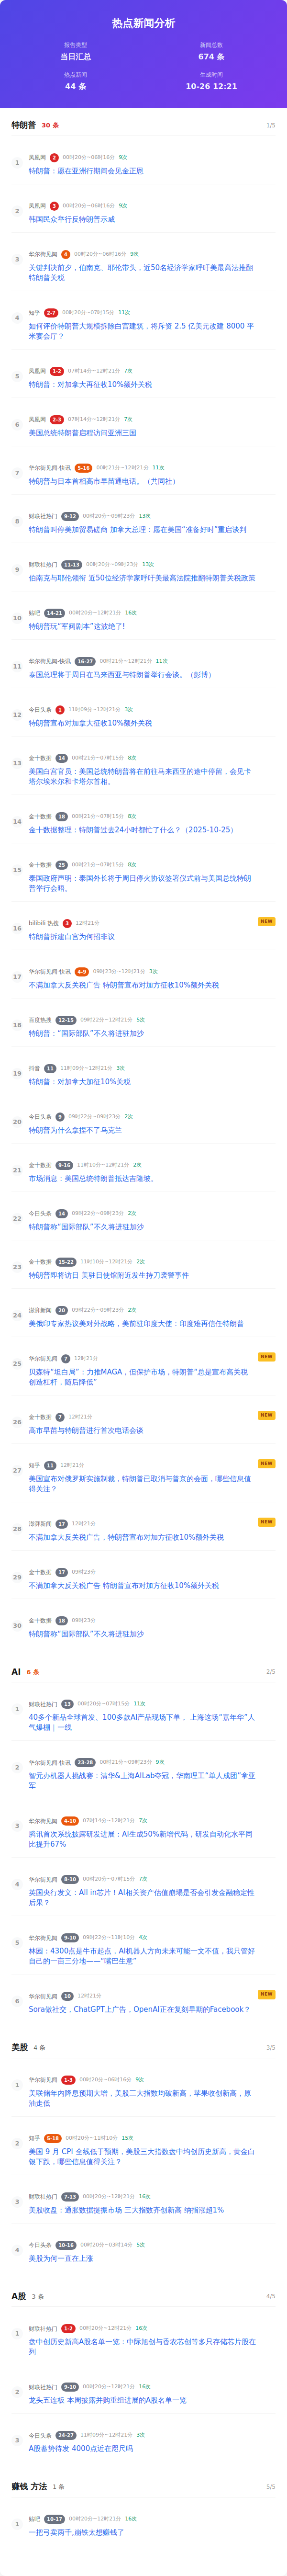 热点新闻分析
报告类型
当日汇总
新闻总数
674 条
热点新闻
44 条
生成时间
10-26 12:21
特朗普 30 条 1/5
1
凤凰网 2 00时20分~06时16分 9次
特朗普：愿在亚洲行期间会见金正恩
2
凤凰网 3 00时20分~06时16分 9次
韩国民众举行反特朗普示威
3
华尔街见闻 4 00时20分~06时16分 9次
关键判决前夕，伯南克、耶伦带头，近50名经济学家呼吁美最高法推翻
特朗普关税
4
知乎 2-7 00时20分~07时15分 11次
如何评价特朗普大规模拆除白宫建筑，将斥资 2.5 亿美元改建 8000 平
米宴会厅？
5
凤凰网 1-2 07时14分~12时21分 7次
特朗普：对加拿大再征收10%额外关税
6
凤凰网 2-3 07时14分~12时21分 7次
美国总统特朗普启程访问亚洲三国
7
华尔街见闻-快讯 5-16 00时20分~12时21分 11次
特朗普与日本首相高市早苗通电话。（共同社）
8
财联社热门 9-12 00时20分~09时23分 13次
特朗普叫停美加贸易磋商 加拿大总理：愿在美国“准备好时”重启谈判
9
财联社热门 11-13 00时20分~09时23分 13次
伯南克与耶伦领衔 近50位经济学家呼吁美最高法院推翻特朗普关税政策
10
贴吧 14-21 00时20分~12时21分 16次
特朗普玩“军阀剧本”这波绝了!
11
华尔街见闻-快讯 16-27 00时21分~12时21分 11次
泰国总理将于周日在马来西亚与特朗普举行会谈。（彭博）
12
今日头条 1 11时09分~12时21分 3次
特朗普宣布对加拿大征收10%额外关税
13
金十数据 14 00时21分~07时15分 8次
美国白宫官员：美国总统特朗普将在前往马来西亚的途中停留，会见卡
塔尔埃米尔和卡塔尔首相。
14
金十数据 18 00时21分~07时15分 8次
金十数据整理：特朗普过去24小时都忙了什么？（2025-10-25）
15
金十数据 25 00时21分~07时15分 8次
泰国政府声明：泰国外长将于周日停火协议签署仪式前与美国总统特朗
普举行会晤。
16
bilibili 热搜 3 12时21分 NEW
特朗普拆建白宫为何招非议
17
华尔街见闻-快讯 4-9 09时23分~12时21分 3次
不满加拿大反关税广告 特朗普宣布对加方征收10%额外关税
18
百度热搜 12-15 09时22分~12时21分 5次
特朗普：“国际部队”不久将进驻加沙
19
抖音 11 11时09分~12时21分 3次
特朗普：对加拿大加征10%关税
20
今日头条 9 09时22分~09时23分 2次
特朗普为什么拿捏不了乌克兰
21
金十数据 9-16 11时10分~12时21分 2次
市场消息：美国总统特朗普抵达吉隆坡。
22
今日头条 14 09时22分~09时23分 2次
特朗普称“国际部队”不久将进驻加沙
23
金十数据 15-22 11时10分~12时21分 2次
特朗普即将访日 美驻日使馆附近发生持刀袭警事件
24
澎湃新闻 20 09时22分~09时23分 2次
美俄印专家热议美对外战略，美前驻印度大使：印度难再信任特朗普
25
华尔街见闻 7 12时21分 NEW
贝森特“坦白局”：力推MAGA，但保护市场，特朗普“总是宣布高关税
创造杠杆，随后降低”
26
金十数据 7 12时21分 NEW
高市早苗与特朗普进行首次电话会谈
27
知乎 11 12时21分 NEW
美国宣布对俄罗斯实施制裁，特朗普已取消与普京的会面，哪些信息值
得关注？
28
澎湃新闻 17 12时21分 NEW
不满加拿大反关税广告，特朗普宣布对加方征收10%额外关税
29
金十数据 17 09时23分
不满加拿大反关税广告 特朗普宣布对加方征收10%额外关税
30
金十数据 18 09时23分
特朗普称“国际部队”不久将进驻加沙
AI 6 条 2/5
1
财联社热门 13 00时20分~07时15分 11次
40多个新品全球首发、100多款AI产品现场下单， 上海这场“嘉年华”人
气爆棚｜一线
2
华尔街见闻-快讯 23-28 00时21分~09时23分 9次
智元办机器人挑战赛：清华&上海AILab夺冠，华南理工“单人成团”拿亚
军
3
华尔街见闻 4-10 07时14分~12时21分 7次
腾讯首次系统披露研发进展：AI生成50%新增代码，研发自动化水平同
比提升67%
4
华尔街见闻 8-10 00时20分~07时15分 7次
英国央行发文：All in芯片！AI相关资产估值崩塌是否会引发金融稳定性
后果？
5
华尔街见闻 9-10 09时22分~11时10分 4次
林园：4300点是牛市起点，AI机器人方向未来可能一文不值，我只管好
自己的一亩三分地——“嘴巴生意”
6
华尔街见闻 10 12时21分 NEW
Sora做社交，ChatGPT上广告，OpenAI正在复刻早期的Facebook？
美股 4 条 3/5
1
华尔街见闻 1-3 00时20分~06时16分 9次
美联储年内降息预期大增，美股三大指数均破新高，苹果收创新高，原
油走低
2
知乎 5-18 00时20分~11时10分 15次
美国 9 月 CPI 全线低于预期，美股三大指数盘中均创历史新高，黄金白
银下跌，哪些信息值得关注？
3
财联社热门 7-13 00时20分~12时21分 16次
美股收盘：通胀数据提振市场 三大指数齐创新高 纳指涨超1%
4
今日头条 10-16 00时20分~03时14分 5次
美股为何一直在上涨
A股 3 条 4/5
1
财联社热门 1-2 00时20分~12时21分 16次
盘中创历史新高A股名单一览：中际旭创与香农芯创等多只存储芯片股在
列
2
财联社热门 9-10 00时20分~12时21分 16次
龙头五连板 本周披露并购重组进展的A股名单一览
3
今日头条 24-27 11时09分~12时21分 3次
A股蓄势待发 4000点近在咫尺吗
赚钱 方法 1 条 5/5
1
贴吧 10-17 00时20分~12时21分 16次
一把弓卖两千,崩铁太想赚钱了